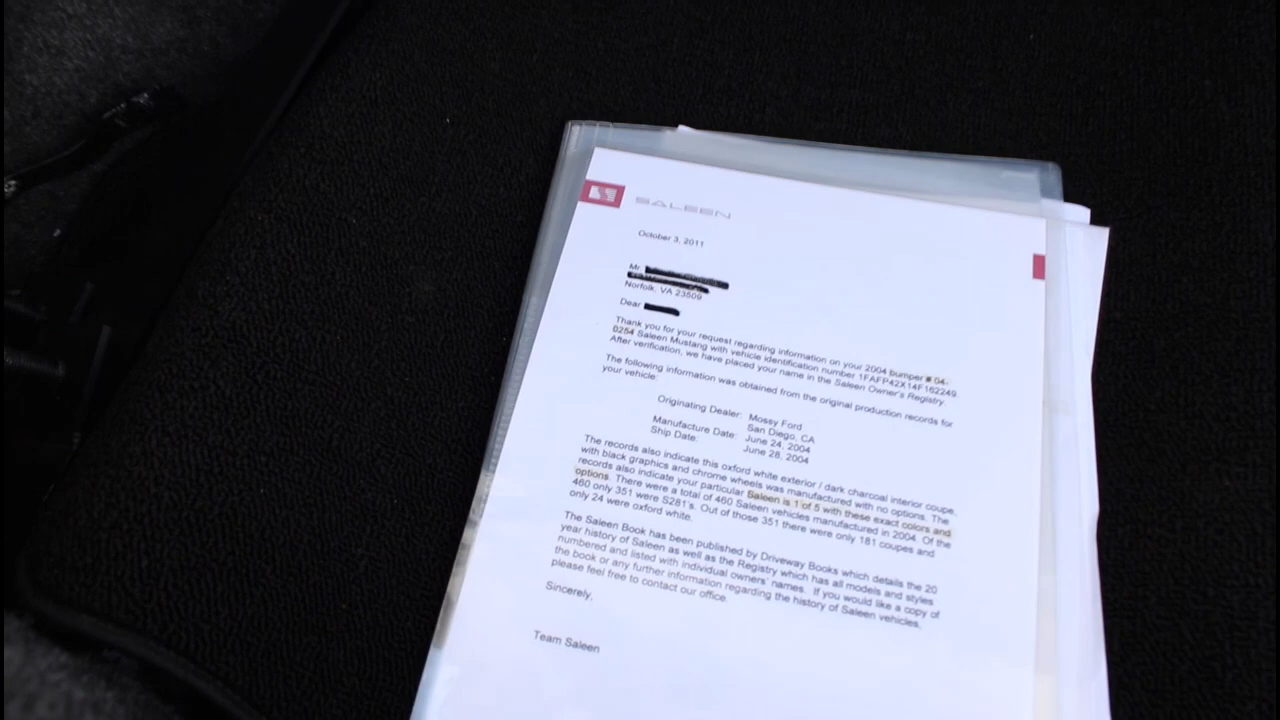 SALEEN
October 3, 2011
Mr.
Norfolk, VA 23509
Dear
Thank you for your request regarding information on your 2004 bumper # 04-
0254 Saleen Mustang with vehicle identification number 1FAFP42X14F162249.
After verification, we have placed your name in the Saleen Owner's Registry.
The following information was obtained from the original production records for
your vehicle:
Originating Dealer: Mossy Ford
San Diego, CA
Manufacture Date: June 24, 2004
Ship Date: June 28, 2004
The records also indicate this oxford white exterior / dark charcoal interior coupe,
with black graphics and chrome wheels was manufactured with no options. The
records also indicate your particular Saleen is 1 of 5 with these exact colors and
options. There were a total of 460 Saleen vehicles manufactured in 2004. Of the
460 only 351 were S281's. Out of those 351 there were only 181 coupes and
only 24 were oxford white.
The Saleen Book has been published by Driveway Books which details the 20
year history of Saleen as well as the Registry which has all models and styles
numbered and listed with individual owners' names. If you would like a copy of
the book or any further information regarding the history of Saleen vehicles,
please feel free to contact our office.
Sincerely,
Team Saleen